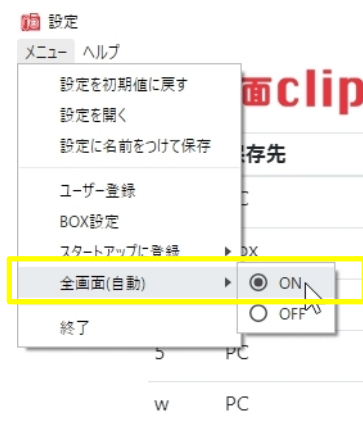 設定
メニュー ヘルプ
設定を初期値に戻す
設定を開く
設定に名前をつけて保存
面clip
保存先
ユーザー登録
BOX設定
スタートアップに登録
全画面(自動)
ON
OFF
終了
5 PC
w PC